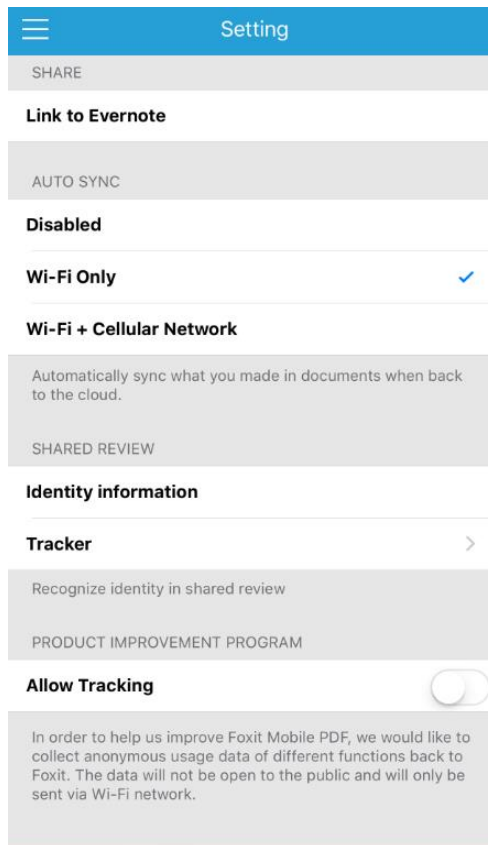 Setting
SHARE
Link to Evernote
AUTO SYNC
Disabled
Wi-Fi Only
Wi-Fi + Cellular Network
Automatically sync what you made in documents when back
to the cloud.
SHARED REVIEW
Identity information
Tracker
Recognize identity in shared review
PRODUCT IMPROVEMENT PROGRAM
Allow Tracking
In order to help us improve Foxit Mobile PDF, we would like to
collect anonymous usage data of different functions back to
Foxit. The data will not be open to the public and will only be
sent via Wi-Fi network.